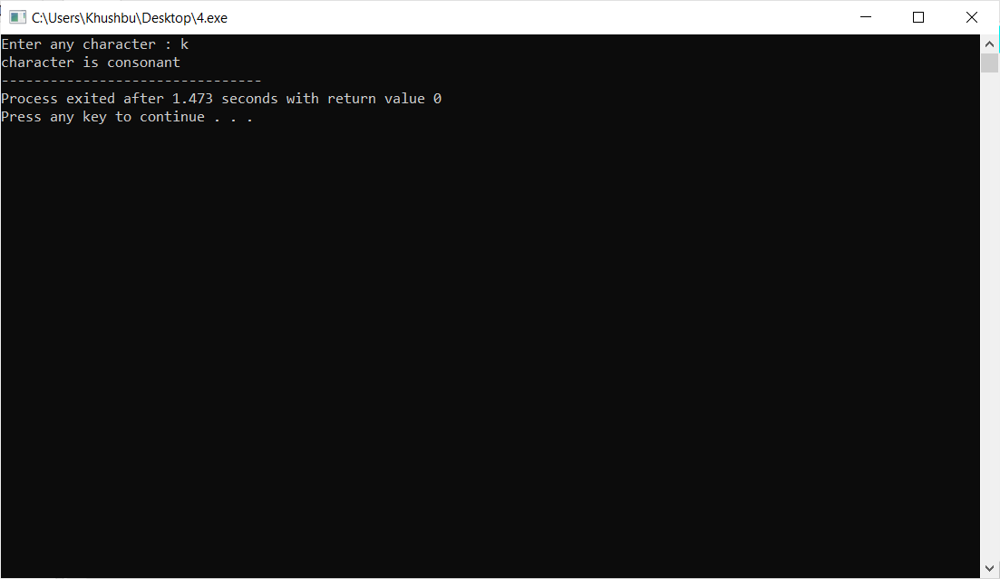 C:\Users\Khushbu\Desktop\4.exe
Enter any character : k
character is consonant
--------------------------------
Process exited after 1.473 seconds with return value 0
Press any key to continue . . .